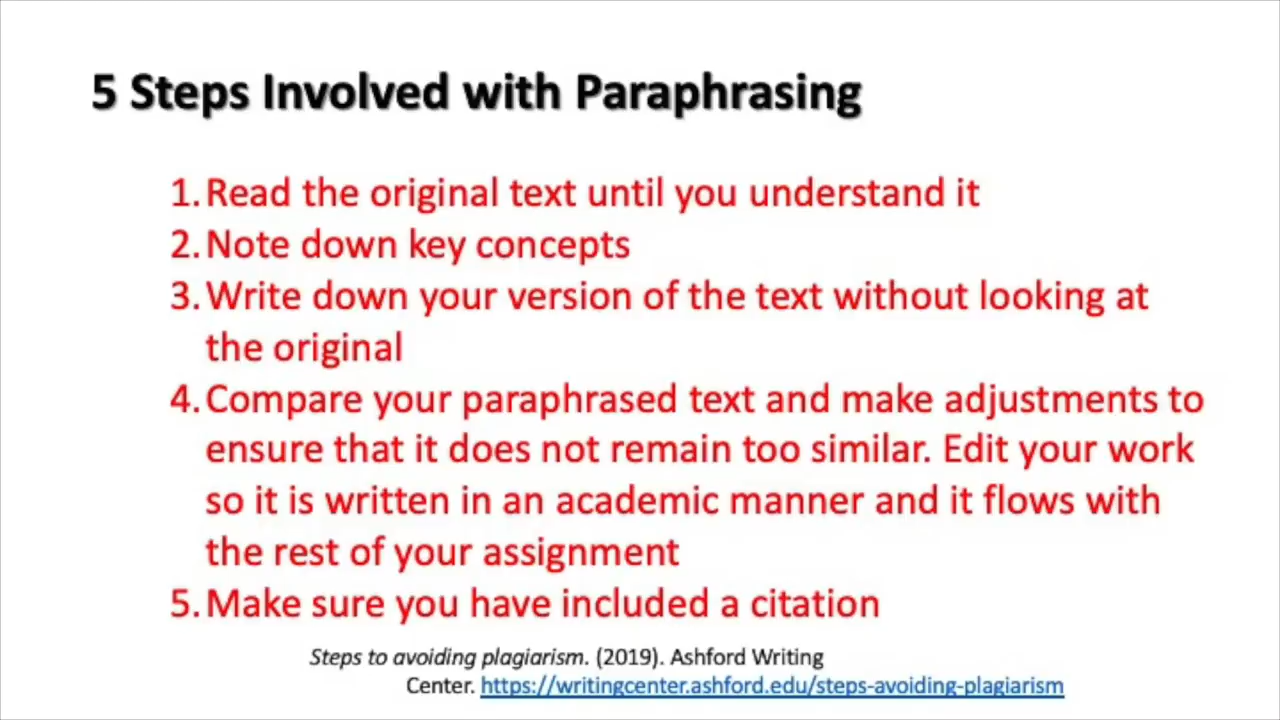 5 Steps Involved with Paraphrasing
1. Read the original text until you understand it
2. Note down key concepts
3. Write down your version of the text without looking at
the original
4. Compare your paraphrased text and make adjustments to
ensure that it does not remain too similar. Edit your work
so it is written in an academic manner and it flows with
the rest of your assignment
5. Make sure you have included a citation
Steps to avoiding plagiarism. (2019). Ashford Writing
Center. https://writingcenter.ashford.edu/steps-avoiding-plagiarism